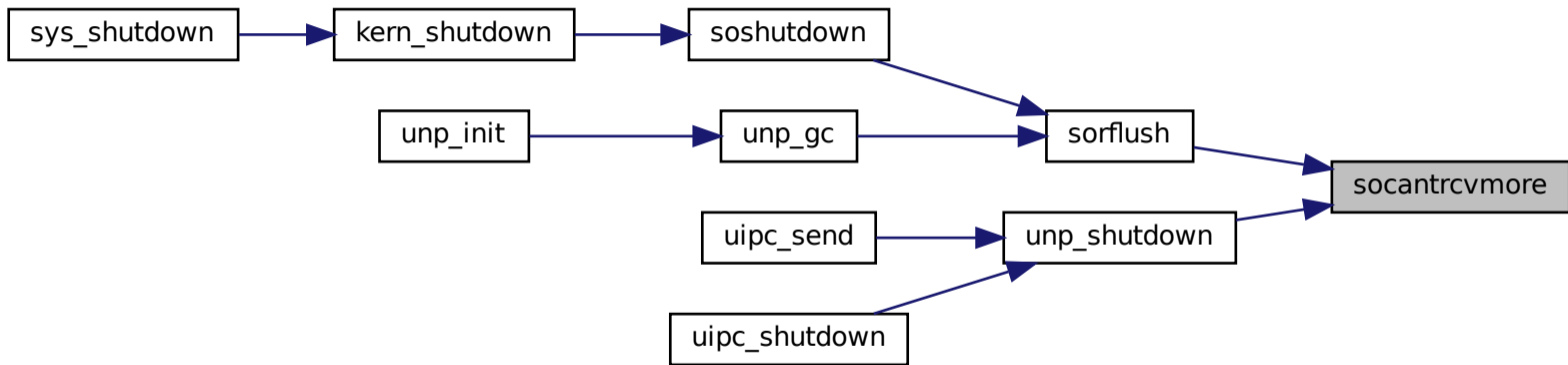 sys_shutdown
kern_shutdown
soshutdown
unp_init
unp_gc
sorflush
socantrcvmore
uipc_send
unp_shutdown
uipc_shutdown